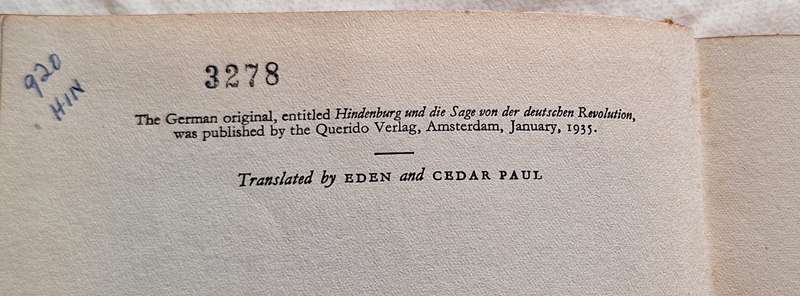 920
HIN
3278
The German original, entitled Hindenburg und die Sage von der deutschen Revolution,
was published by the Querido Verlag, Amsterdam, January, 1935.
Translated by EDEN and CEDAR PAUL